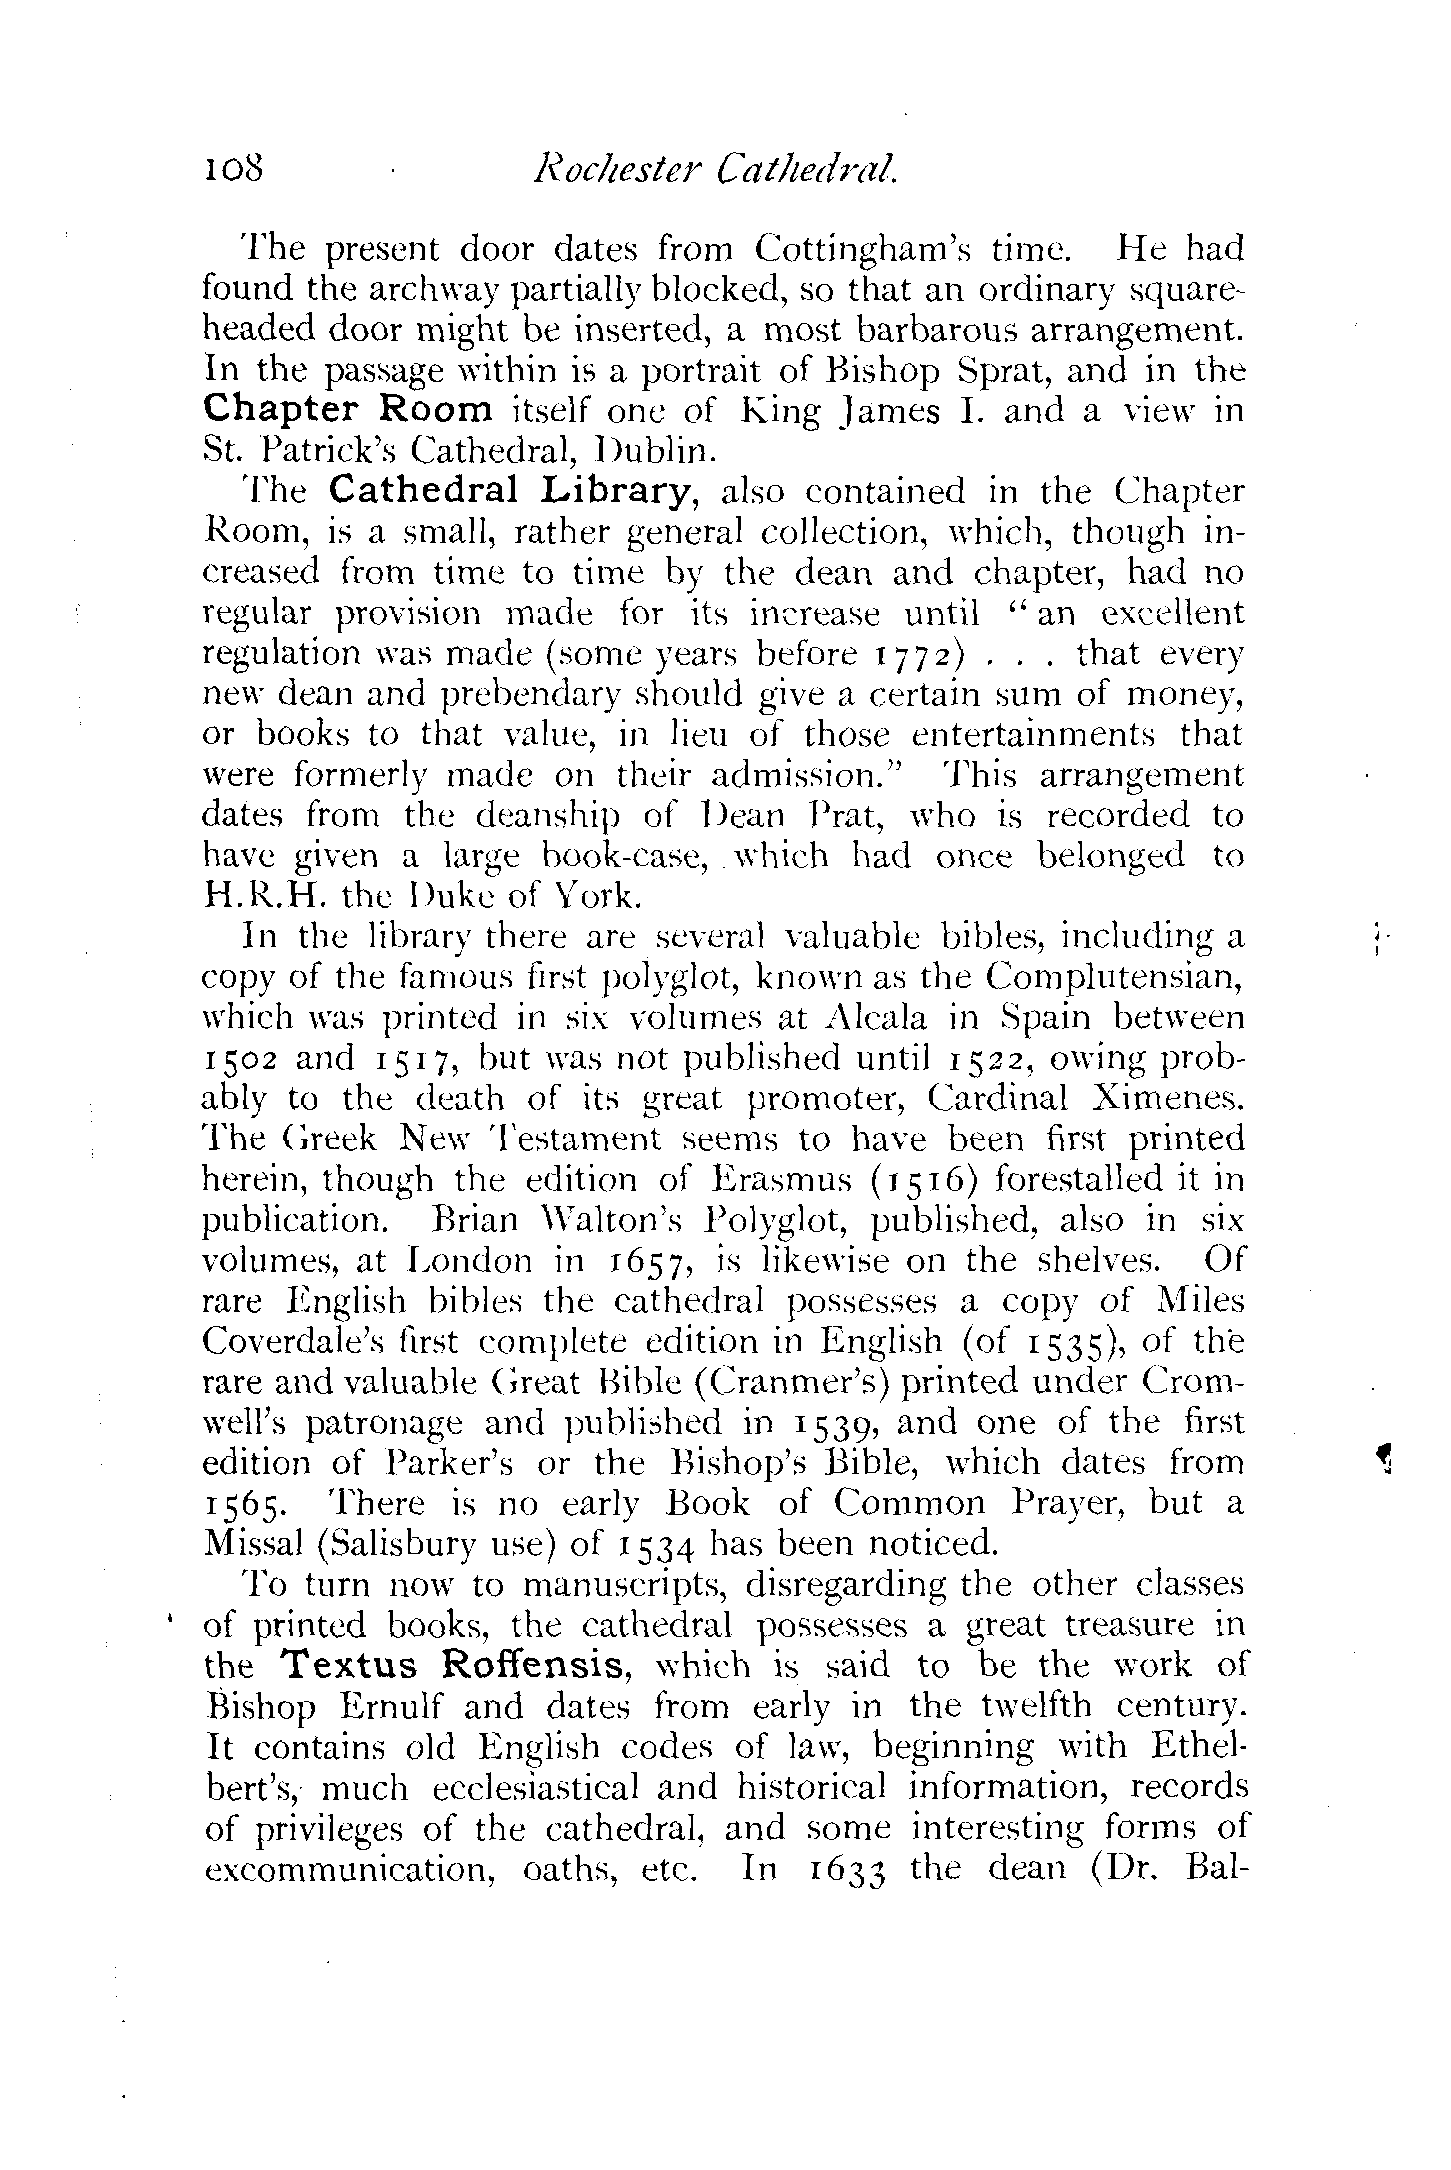 108 Rochester Cathedral.
The present door dates from Cottingham's time. He had
found the archway partially blocked, so that an ordinary square-
headed door might be inserted, a most barbarous arrangement.
In the passage within is a portrait of Bishop Sprat, and in the
Chapter Room itself one of King James I. and a view in
St. Patrick's Cathedral, Dublin.
The Cathedral Library, also contained in the Chapter
Room, is a small, rather general collection, which, though in-
creased from time to time by the dean and chapter, had no
regular provision made for its increase until "an excellent
regulation was made (some years before 1772) . . . that every
new dean and prebendary should give a certain sum of money,
or books to that value, in lieu of those entertainments that
were formerly made on their admission." This arrangement
dates from the deanship of Dean Prat, who is recorded to
have given a large book-case, which had once belonged to
H.R.H. the Duke of York.
In the library there are several valuable bibles, including a
copy of the famous first polyglot, known as the Complutensian,
which was printed in six volumes at Alcala in Spain between
1502 and 1517, but was not published until 1522, owing prob-
ably to the death of its great promoter, Cardinal Ximenes.
The Greek New Testament seems to have been first printed
herein, though the edition of Erasmus (1516) forestalled it in
publication. Brian Walton's Polyglot, published, also in six
volumes, at London in 1657, is likewise on the shelves. Of
rare English bibles the cathedral possesses a copy of Miles
Coverdale's first complete edition in English (of 1535), of the
rare and valuable Great Bible (Cranmer's) printed under Crom-
well's patronage and published in 1539, and one of the first
edition of Parker's or the Bishop's Bible, which dates from
1565. There is no early Book of Common Prayer, but a
Missal (Salisbury use) of 1534 has been noticed.
To turn now to manuscripts, disregarding the other classes
of printed books, the cathedral possesses a great treasure in
the Textus Roffensis, which is said to be the work of
Bishop Ernulf and dates from early in the twelfth century.
It contains old English codes of law, beginning with Ethel-
bert's, much ecclesiastical and historical information, records
of privileges of the cathedral, and some interesting forms of
excommunication, oaths, etc. In 1633 the dean (Dr. Bal-